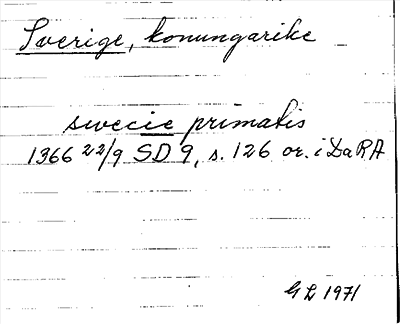 Sverige, konungarike
swecie primatis
1366 22/9 SD 9, s. 126 or. i DaRA
GL 1971